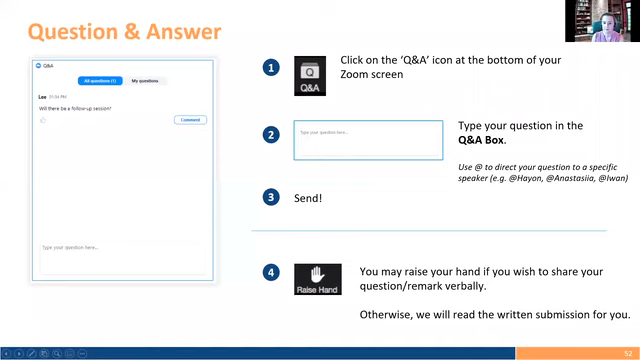 Question & Answer
Q&A
All questions (1)
My questions
Lee 01:54 PM
Will there be a follow-up session?
Comment
Type your question here...
1
Q&A
Click on the ‘Q&A’ icon at the bottom of your
Zoom screen
2
Type your question here...
Type your question in the
Q&A Box.
Use @ to direct your question to a specific
speaker (e.g. @Hayon, @Anastasiia, @Iwan)
3
Send!
4
Raise Hand
You may raise your hand if you wish to share your
question/remark verbally.
Otherwise, we will read the written submission for you.
52